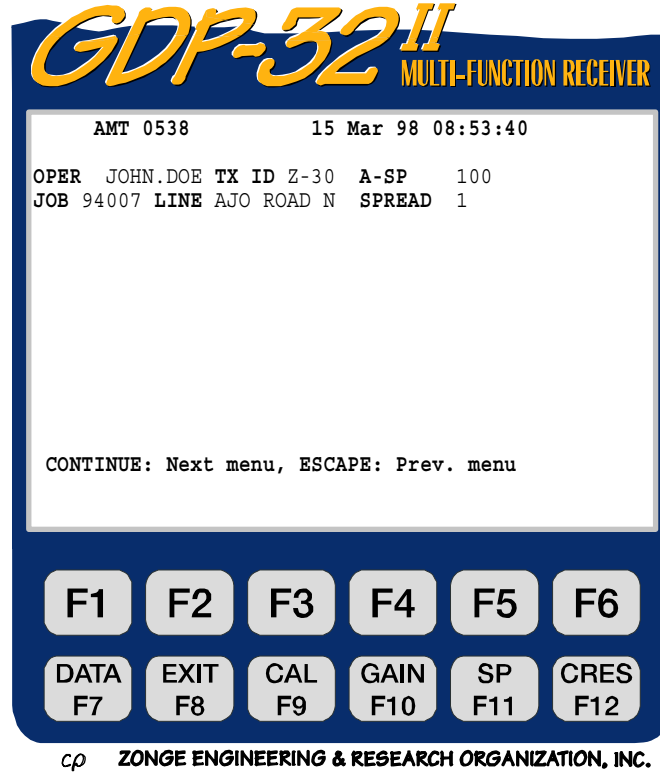 GDP-32 II
MULTI-FUNCTION RECEIVER
AMT 0538 15 Mar 98 08:53:40
OPER JOHN.DOE TX ID Z-30 A-SP 100
JOB 94007 LINE AJO ROAD N SPREAD 1
CONTINUE: Next menu, ESCAPE: Prev. menu
F1 F2 F3 F4 F5 F6
DATA EXIT CAL GAIN SP CRES
F7 F8 F9 F10 F11 F12
cp ZONGE ENGINEERING & RESEARCH ORGANIZATION, INC.